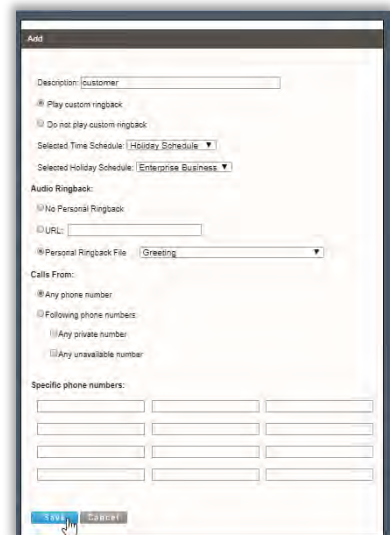 Add
Description: customer
Play custom ringback
Do not play custom ringback
Selected Time Schedule: Holiday Schedule
Selected Holiday Schedule: Enterprise Business
Audio Ringback:
No Personal Ringback
URL:
Personal Ringback File Greeting
Calls From:
Any phone number
Following phone numbers:
Any private number
Any unavailable number
Specific phone numbers:
Save Cancel